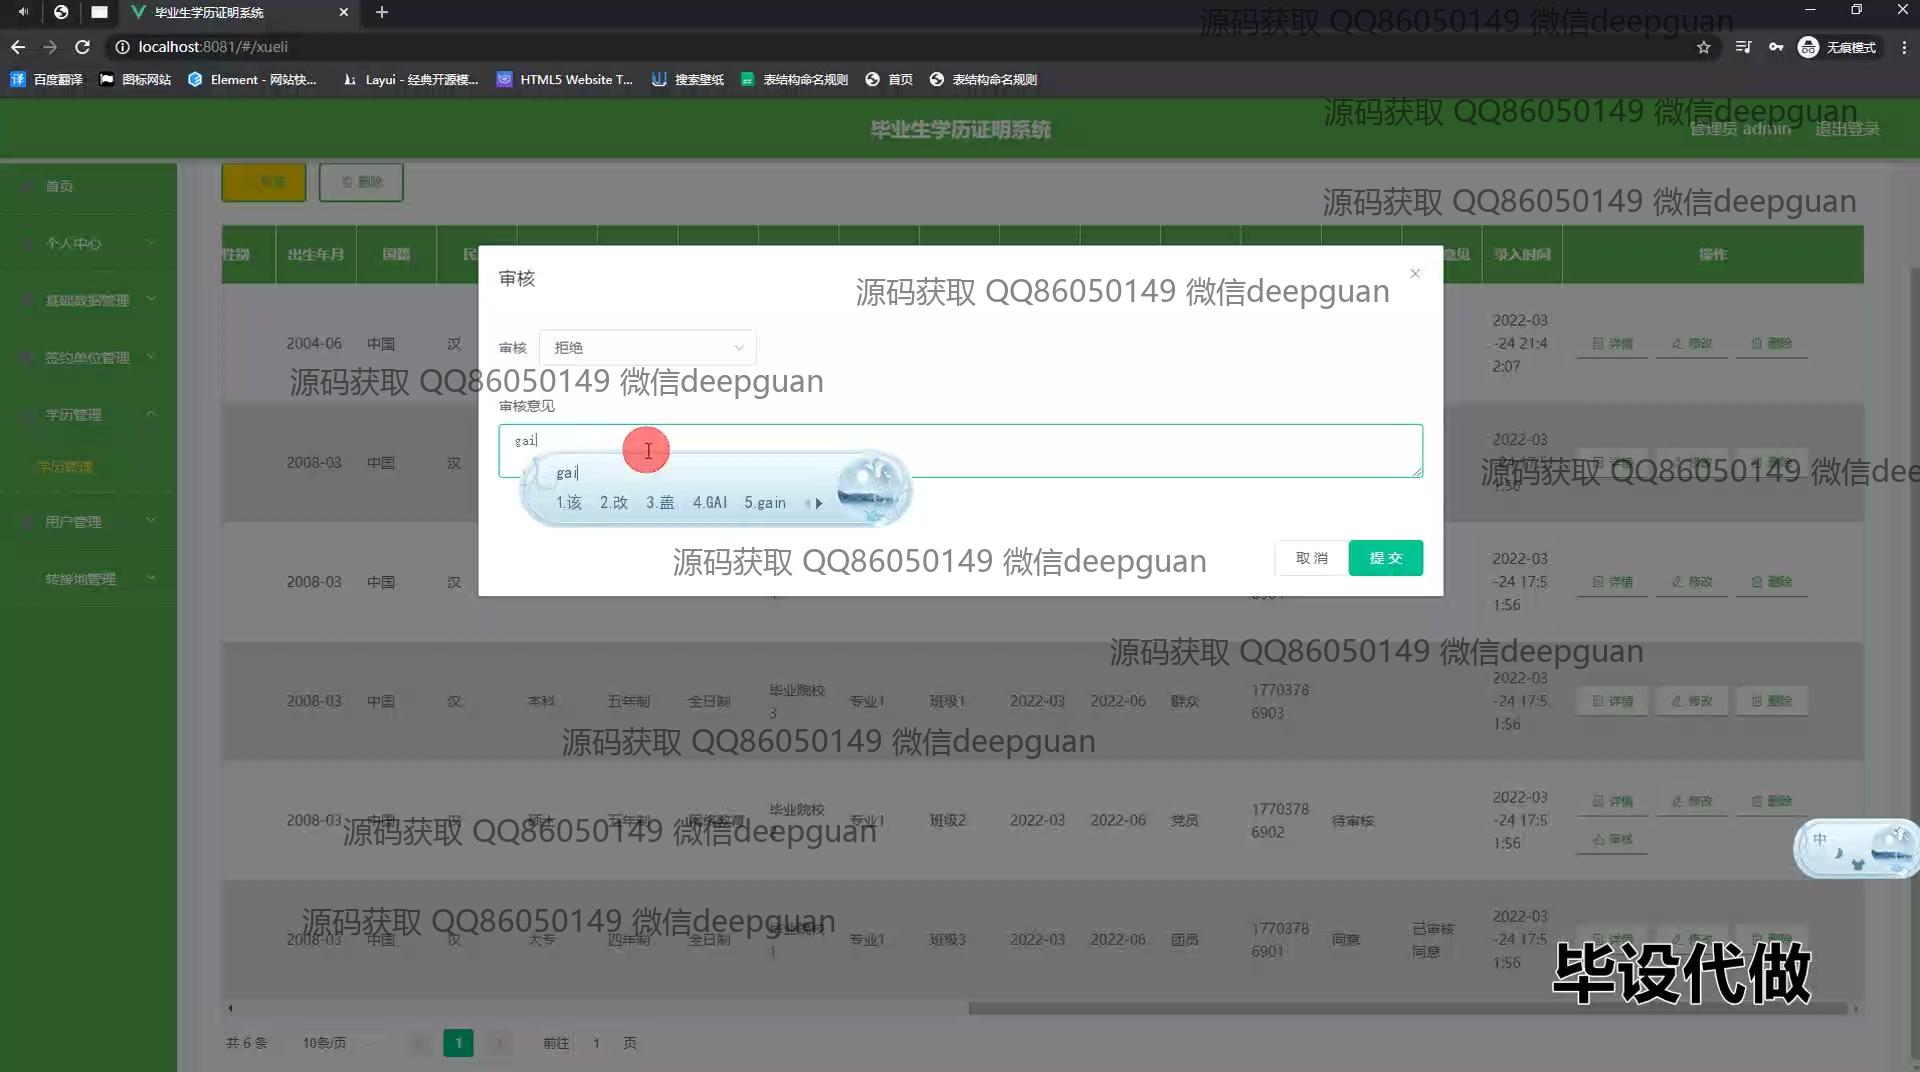 毕业生学历证明系统
localhost:8081/#/xueli
无痕模式
百度翻译 图标网站 Element - 网站快... Layui - 经典开源模... HTML5 Website T... 搜索壁纸 表结构命名规则 首页 表结构命名规则
源码获取 QQ86050149 微信deepguan
源码获取 QQ86050149 微信deepguan
毕业生学历证明系统
管理员 admin 退出登录
首页
个人中心
基础数据管理
签约单位管理
学历管理
学历管理
用户管理
转接地管理
删除
源码获取 QQ86050149 微信deepguan
性别 出生年月 国籍 意见 录入时间 操作
审核
源码获取 QQ86050149 微信deepguan
审核 拒绝
源码获取 QQ86050149 微信deepguan
审核意见
gai
gai
1.该 2.改 3.盖 4.GAI 5.gain
取消 提交
源码获取 QQ86050149 微信deepguan
2004-06 中国 汉 2022-03-24 21:42:07 详情 修改 删除
2008-03 中国 汉 2022-03
源码获取 QQ86050149 微信deepguan
2008-03 中国 汉 2022-03-24 17:51:56 详情 修改 删除
源码获取 QQ86050149 微信deepguan
2008-03 中国 汉 本科 五年制 全日制 毕业院校3 专业1 班级1 2022-03 2022-06 群众 17703786903 2022-03-24 17:51:56 详情 修改 删除
源码获取 QQ86050149 微信deepguan
2008-03 毕业院校 专业1 班级2 2022-03 2022-06 党员 17703786902 待审核 2022-03-24 17:51:56 详情 修改 删除
审核
源码获取 QQ86050149 微信deepguan
源码获取 QQ86050149 微信deepguan
2008-03 中国 汉 大专 四年制 全日制 专业1 班级3 2022-03 2022-06 团员 17703786901 同意 已审核 同意 2022-03-24 17:51:56
毕设代做
共 6 条 10条/页 1 前往 1 页
中